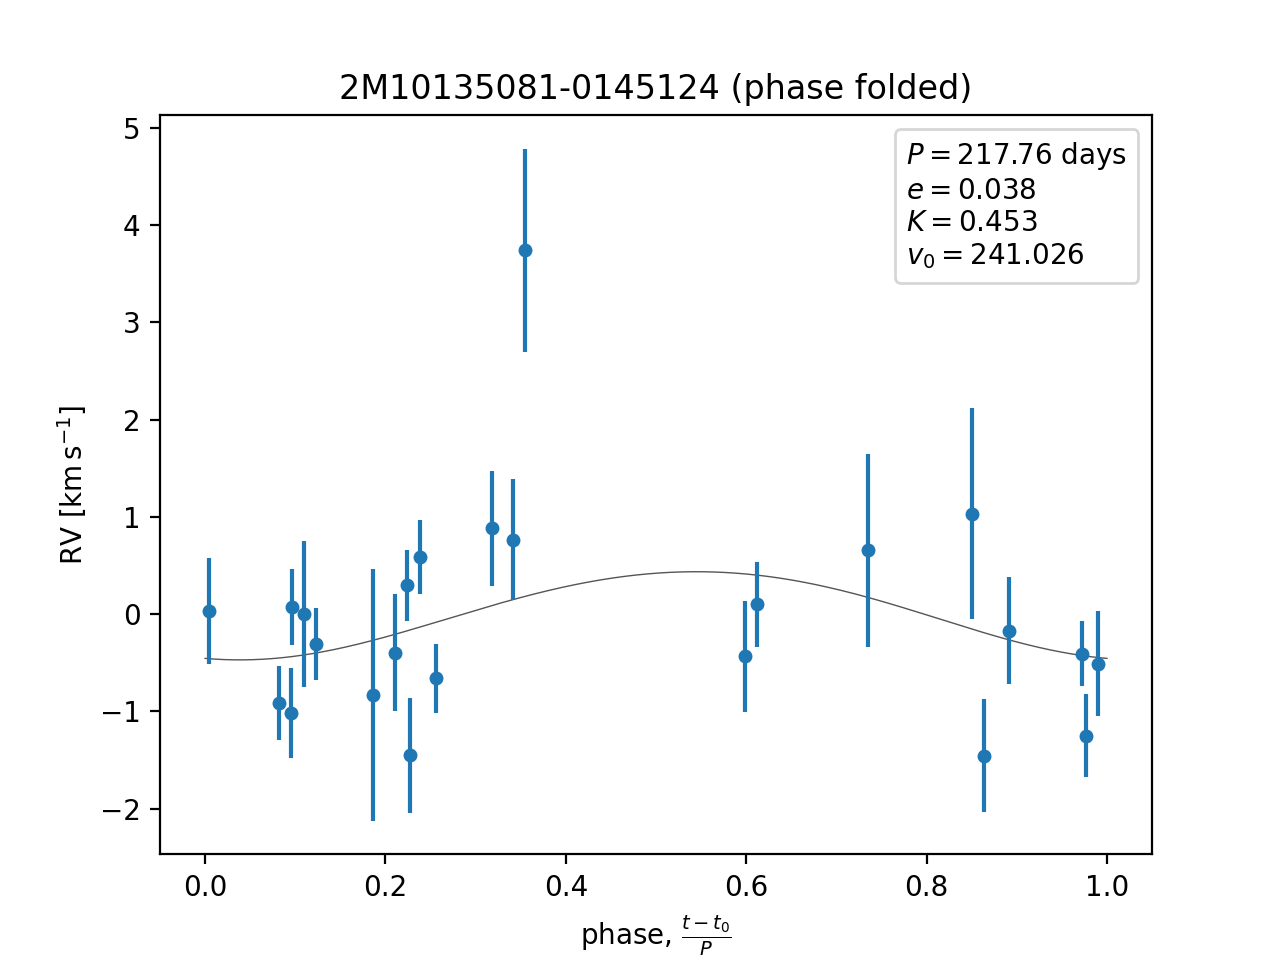 2M10135081-0145124 (phase folded)
P = 217.76 days
e = 0.038
K = 0.453
v₀ = 241.026
5
4
3
2
1
0
−1
−2
RV [km s⁻¹]
0.0 0.2 0.4 0.6 0.8 1.0
phase, (t − t₀)/P